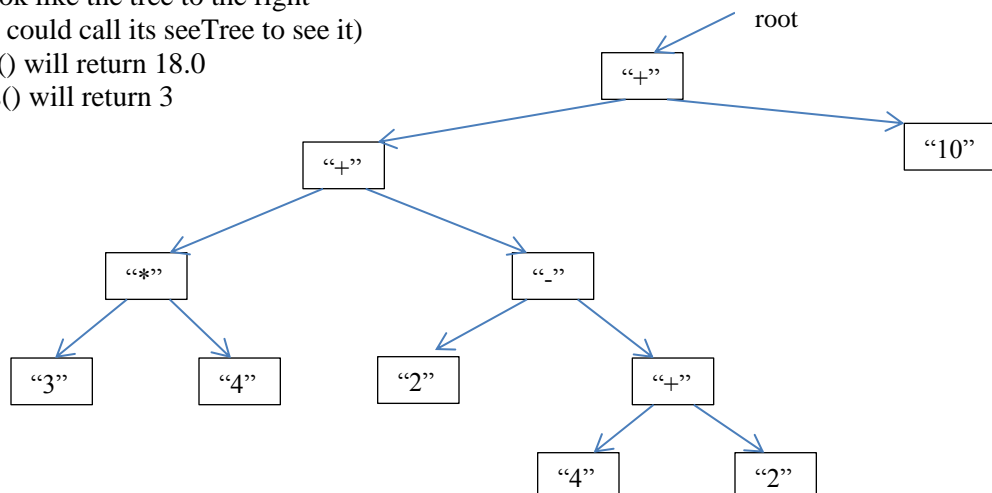 ok like the tree to the right
could call its seeTree to see it)
() will return 18.0
() will return 3
root
“+”
“+”
“10”
“*”
“-”
“3”
“4”
“2”
“+”
“4”
“2”